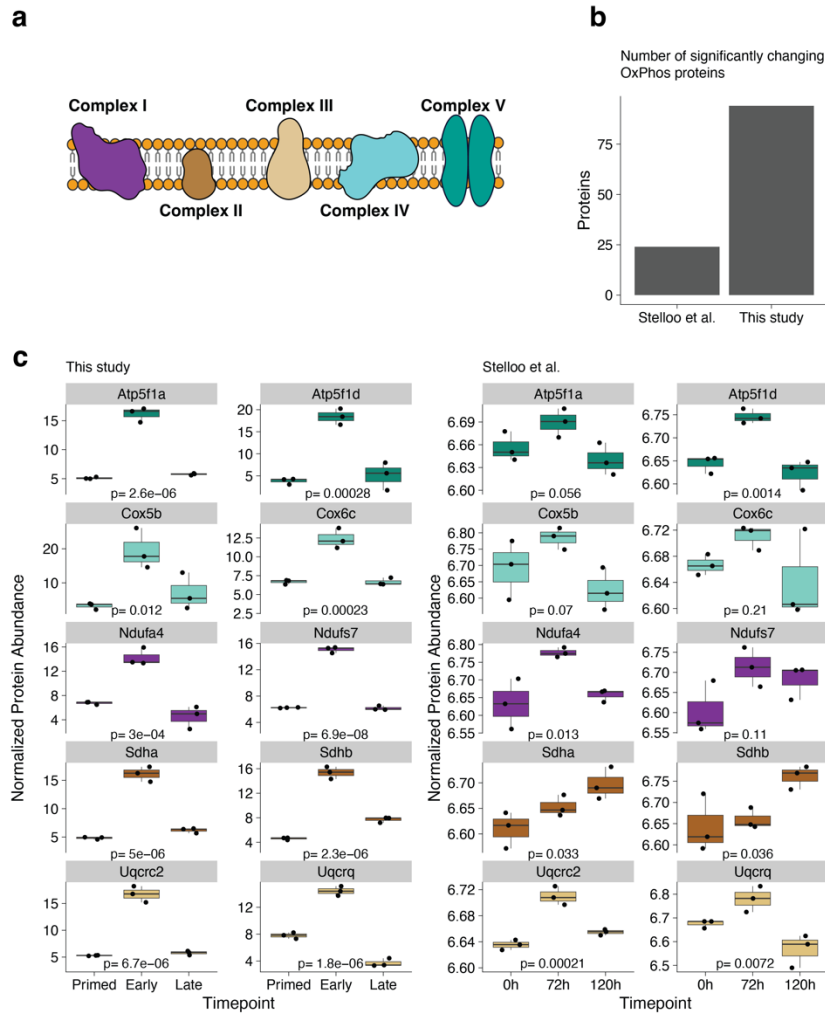 a
Complex I
Complex III
Complex V
Complex II
Complex IV
b
Number of significantly changing
OxPhos proteins
Proteins
75
50
25
0
Stelloo et al.
This study
c
This study
Normalized Protein Abundance
Atp5f1a
15
10
5
p= 2.6e−06
Atp5f1d
20
15
10
5
p= 0.00028
Cox5b
20
10
p= 0.012
Cox6c
12.5
10.0
7.5
5.0
2.5
p= 0.00023
Ndufa4
16
12
8
4
p= 3e−04
Ndufs7
15
10
5
p= 6.9e−08
Sdha
15
10
5
p= 5e−06
Sdhb
16
12
8
4
p= 2.3e−06
Uqcrc2
15
10
5
p= 6.7e−06
Uqcrq
12
8
4
p= 1.8e−06
Primed Early Late
Primed Early Late
Timepoint
Stelloo et al.
Normalized Protein Abundance
Atp5f1a
6.69
6.66
6.63
6.60
p= 0.056
Atp5f1d
6.75
6.70
6.65
6.60
p= 0.0014
Cox5b
6.80
6.75
6.70
6.65
6.60
p= 0.07
Cox6c
6.72
6.68
6.64
6.60
p= 0.21
Ndufa4
6.80
6.75
6.70
6.65
6.60
6.55
p= 0.013
Ndufs7
6.75
6.70
6.65
6.60
6.55
p= 0.11
Sdha
6.70
6.65
6.60
p= 0.033
Sdhb
6.75
6.70
6.65
6.60
p= 0.036
Uqcrc2
6.72
6.68
6.64
6.60
p= 0.00021
Uqcrq
6.8
6.7
6.6
6.5
p= 0.0072
0h 72h 120h
0h 72h 120h
Timepoint